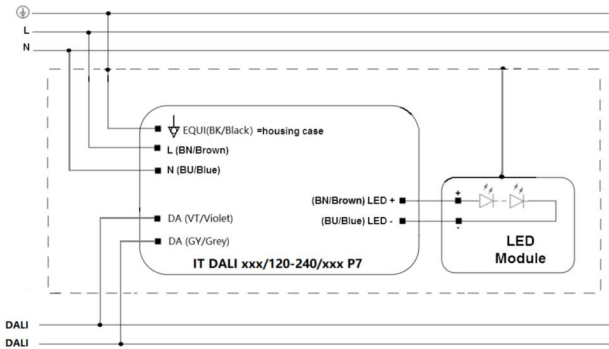 L
N
EQUI(BK/Black) =housing case
L (BN/Brown)
N (BU/Blue)
(BN/Brown) LED +
+
(BU/Blue) LED -
-
DA (VT/Violet)
DA (GY/Grey)
LED
Module
IT DALI xxx/120-240/xxx P7
DALI
DALI